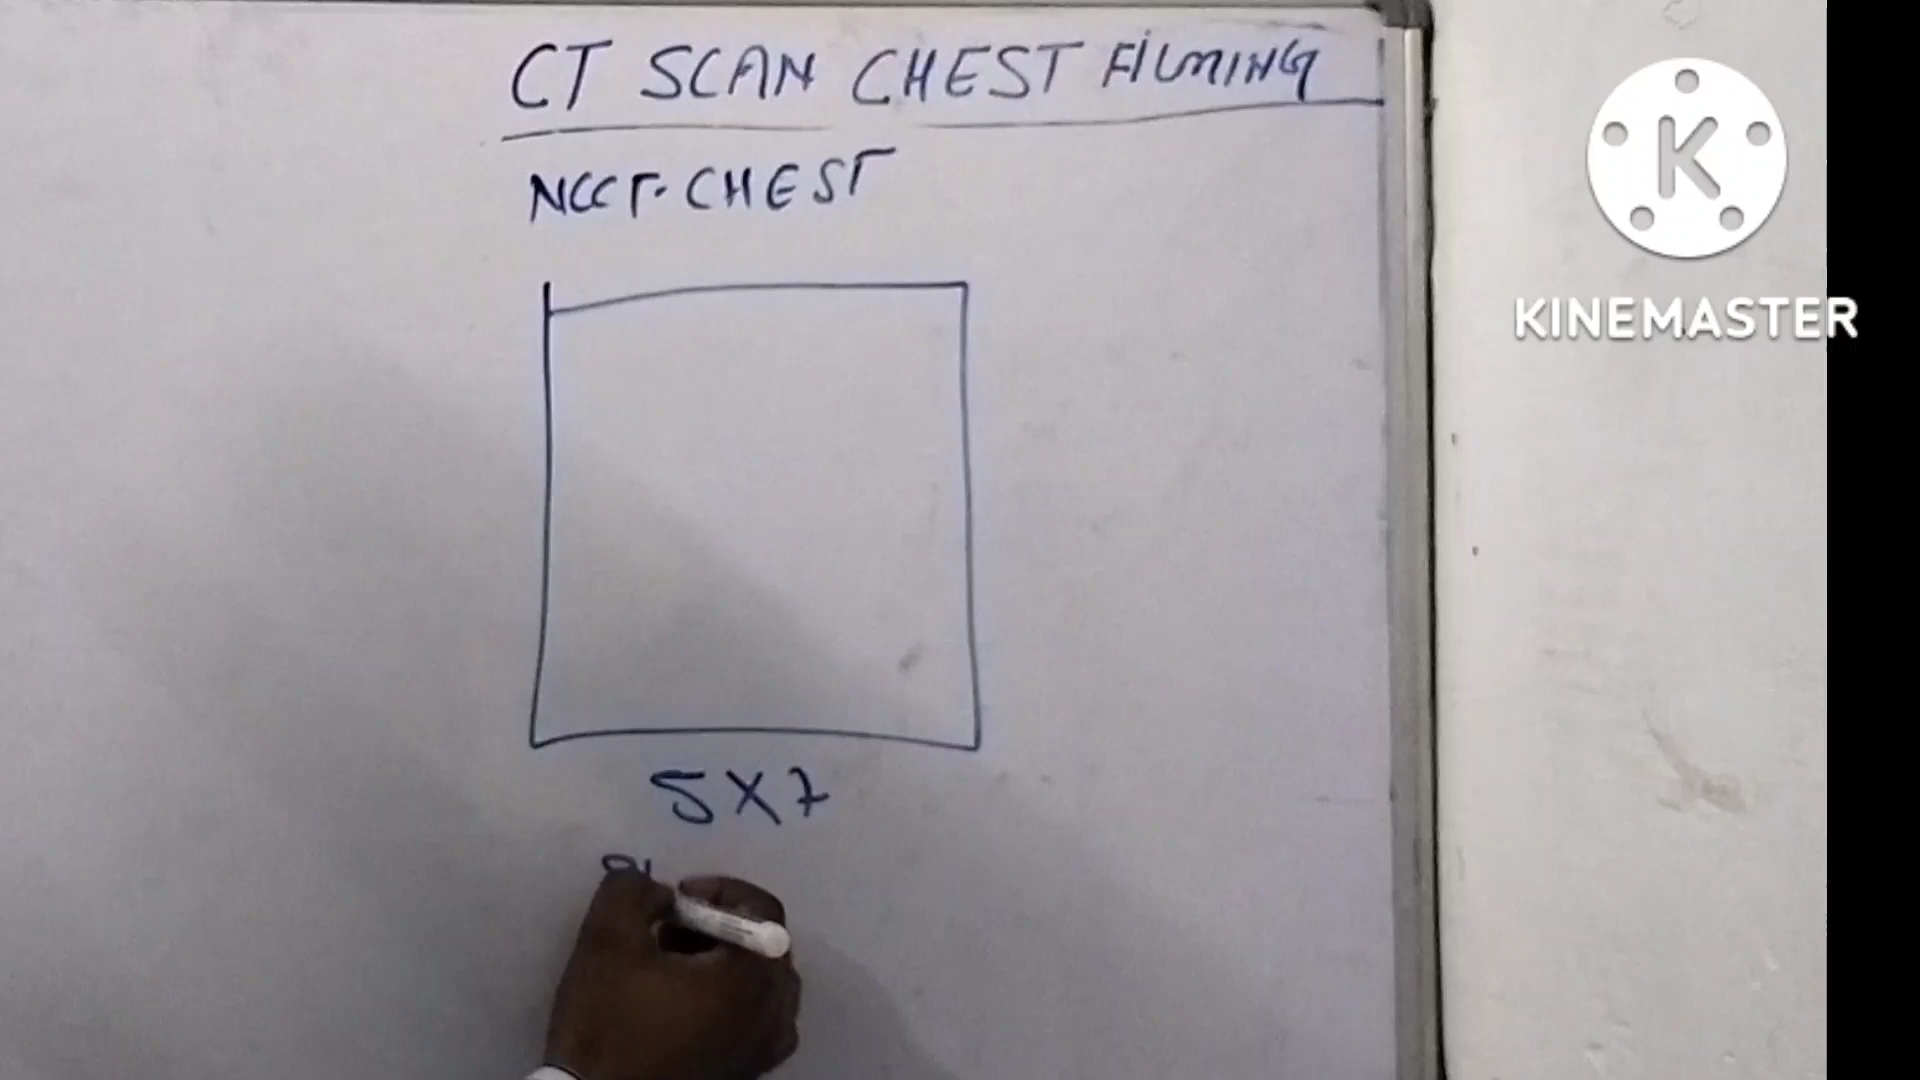 CT SCAN CHEST FILMING
NCCT-CHEST
5X7
K
KINEMASTER